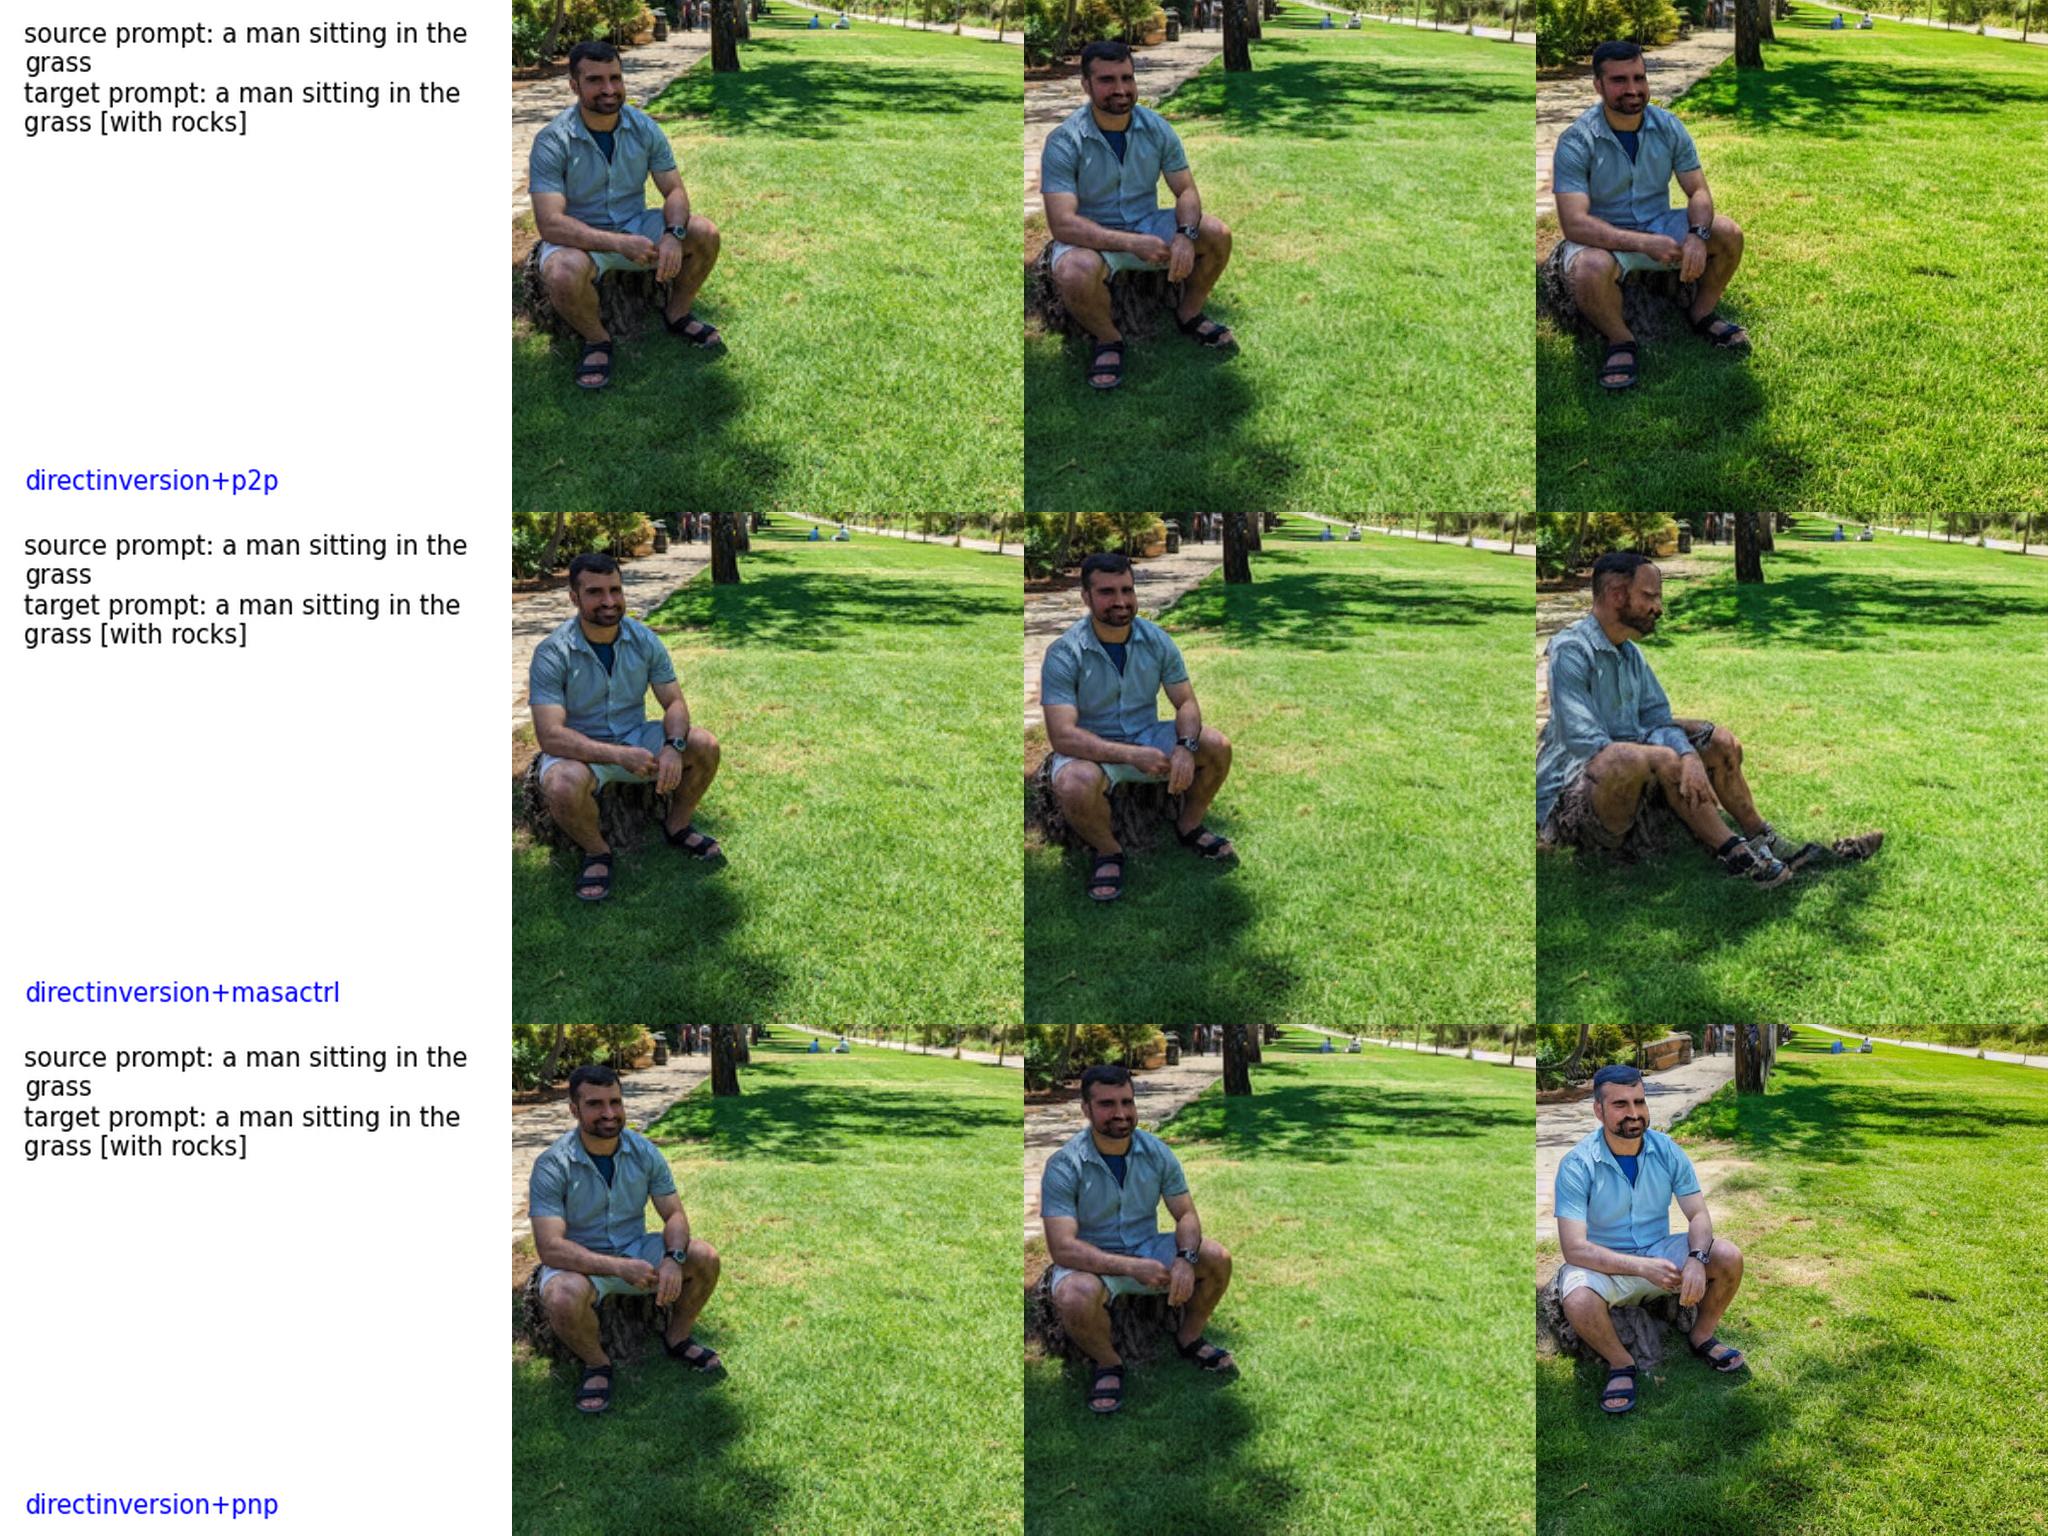 source prompt: a man sitting in the
grass
target prompt: a man sitting in the
grass [with rocks]
directinversion+p2p
source prompt: a man sitting in the
grass
target prompt: a man sitting in the
grass [with rocks]
directinversion+masactrl
source prompt: a man sitting in the
grass
target prompt: a man sitting in the
grass [with rocks]
directinversion+pnp